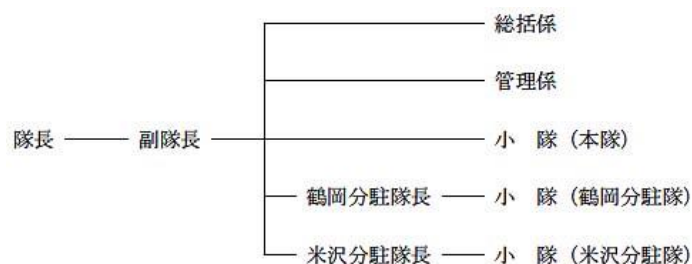 総括係
管理係
隊長 副隊長 小 隊（本隊）
鶴岡分駐隊長 小 隊（鶴岡分駐隊）
米沢分駐隊長 小 隊（米沢分駐隊）